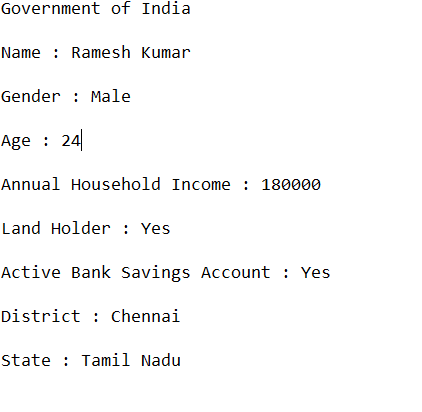 Government of India
Name : Ramesh Kumar
Gender : Male
Age : 24
Annual Household Income : 180000
Land Holder : Yes
Active Bank Savings Account : Yes
District : Chennai
State : Tamil Nadu